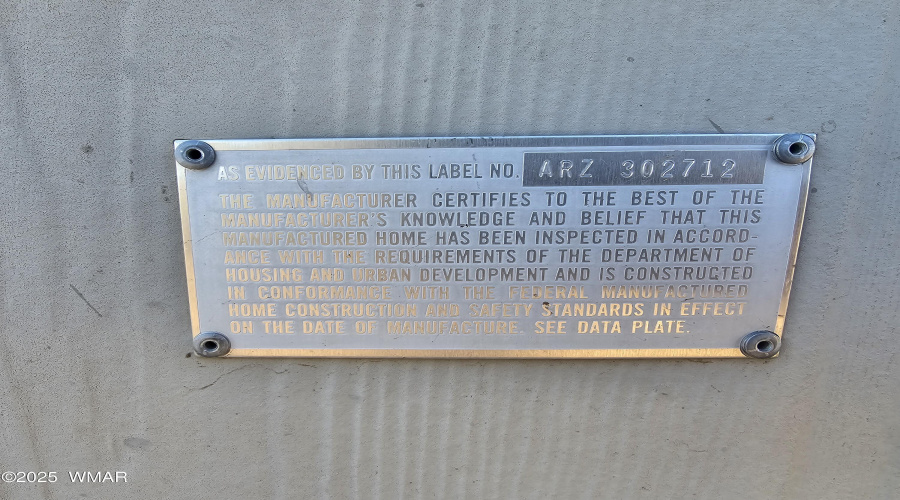 AS EVIDENCED BY THIS LABEL NO. ARZ 302712
THE MANUFACTURER CERTIFIES TO THE BEST OF THE
MANUFACTURER'S KNOWLEDGE AND BELIEF THAT THIS
MANUFACTURED HOME HAS BEEN INSPECTED IN ACCORD-
ANCE WITH THE REQUIREMENTS OF THE DEPARTMENT OF
HOUSING AND URBAN DEVELOPMENT AND IS CONSTRUCTED
IN CONFORMANCE WITH THE FEDERAL MANUFACTURED
HOME CONSTRUCTION AND SAFETY STANDARDS IN EFFECT
ON THE DATE OF MANUFACTURE. SEE DATA PLATE.
©2025 WMAR